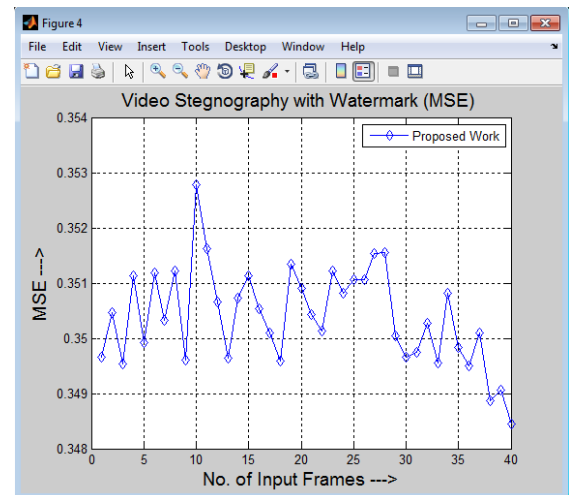 Figure 4
File Edit View Insert Tools Desktop Window Help
Video Stegnography with Watermark (MSE)
Proposed Work
0.354
0.353
0.352
0.351
0.35
0.349
0.348
MSE --->
0 5 10 15 20 25 30 35 40
No. of Input Frames --->